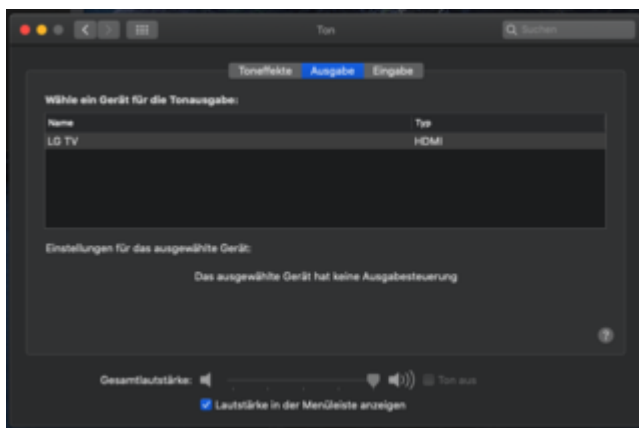 Ton
Suchen
Toneffekte Ausgabe Eingabe
Wähle ein Gerät für die Tonausgabe:
Name Typ
LG TV HDMI
Einstellungen für das ausgewählte Gerät:
Das ausgewählte Gerät hat keine Ausgabesteuerung
?
Gesamtlautstärke: Ton aus
Lautstärke in der Menüleiste anzeigen